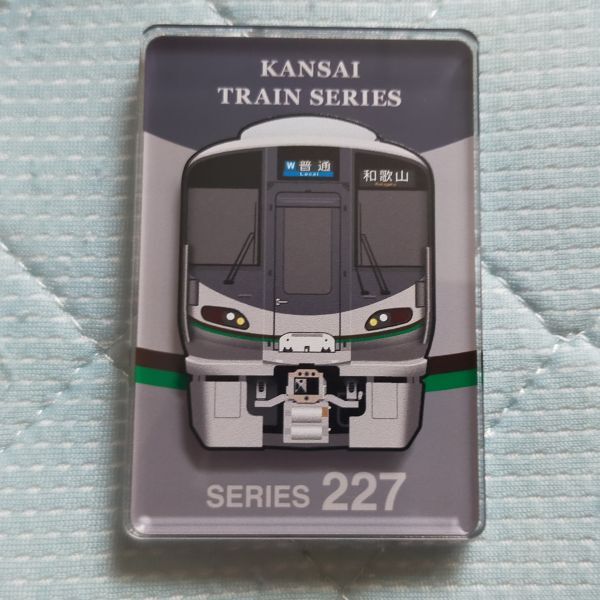 KANSAI
TRAIN SERIES
W 普通 和歌山
Local
SERIES 227